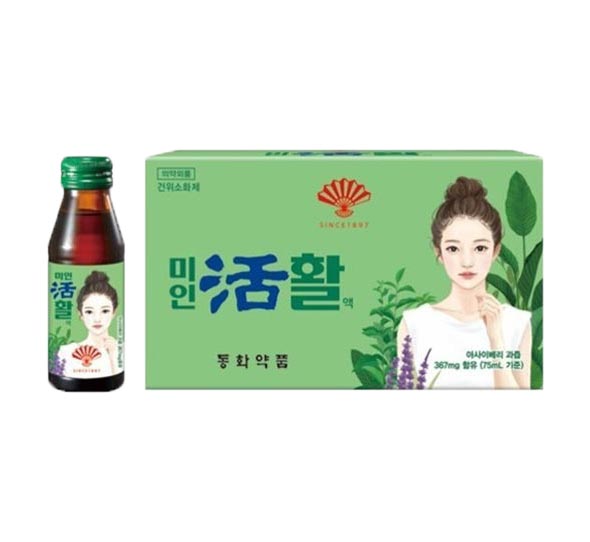 의약외품
건위소화제
SINCE1897
미인
活활액
동화약품
아사이베리 과즙
367mg 함유 (75mL 기준)
미인
活
활액
SINCE1897